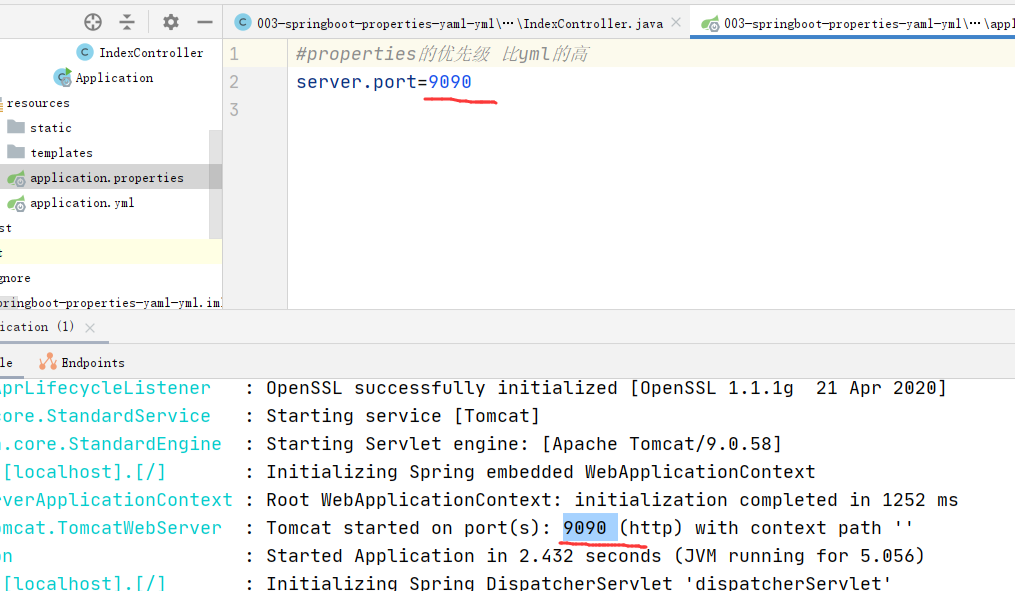 003-springboot-properties-yaml-yml\···\IndexController.java
003-springboot-properties-yaml-yml\···\appl
IndexController
Application
resources
static
templates
application.properties
application.yml
st
t
gnore
pringboot-properties-yaml-yml.iml
1 #properties的优先级 比yml的高
2 server.port=9090
3
ication (1)
le Endpoints
AprLifecycleListener : OpenSSL successfully initialized [OpenSSL 1.1.1g 21 Apr 2020]
core.StandardService : Starting service [Tomcat]
.core.StandardEngine : Starting Servlet engine: [Apache Tomcat/9.0.58]
[localhost].[/] : Initializing Spring embedded WebApplicationContext
rverApplicationContext : Root WebApplicationContext: initialization completed in 1252 ms
omcat.TomcatWebServer : Tomcat started on port(s): 9090 (http) with context path ''
on : Started Application in 2.432 seconds (JVM running for 5.056)
[localhost].[/] : Initializing Spring DispatcherServlet 'dispatcherServlet'